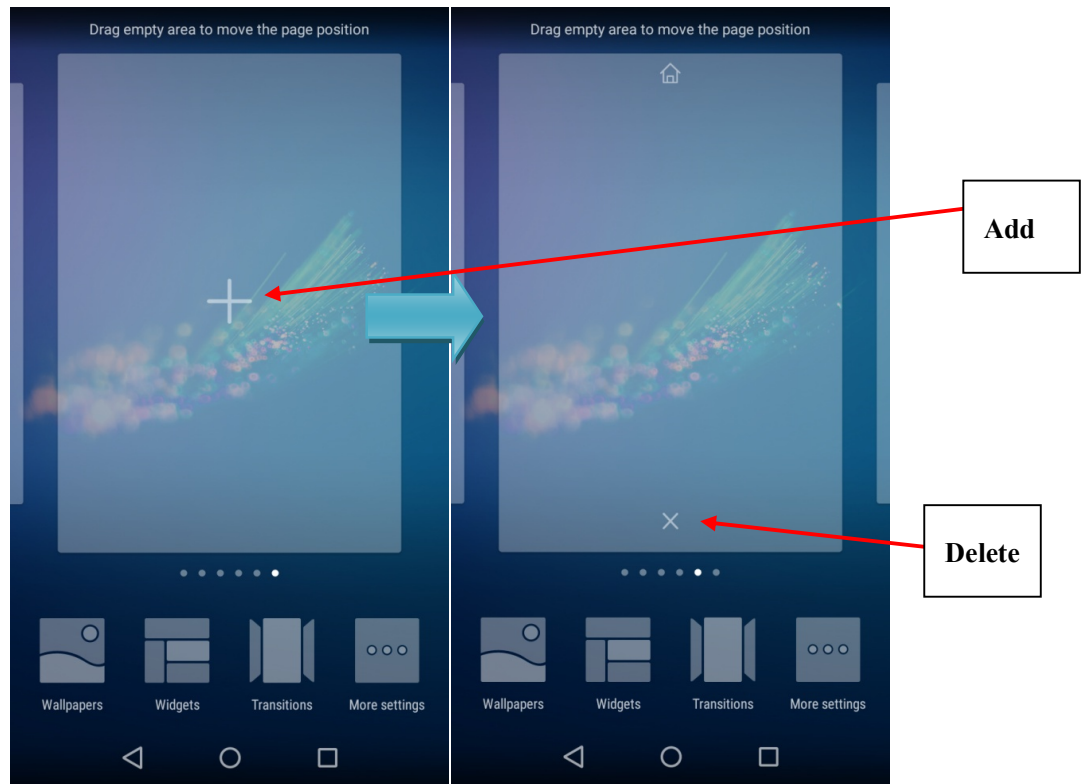 Drag empty area to move the page position
Wallpapers Widgets Transitions More settings
Drag empty area to move the page position
Wallpapers Widgets Transitions More settings
Add
Delete